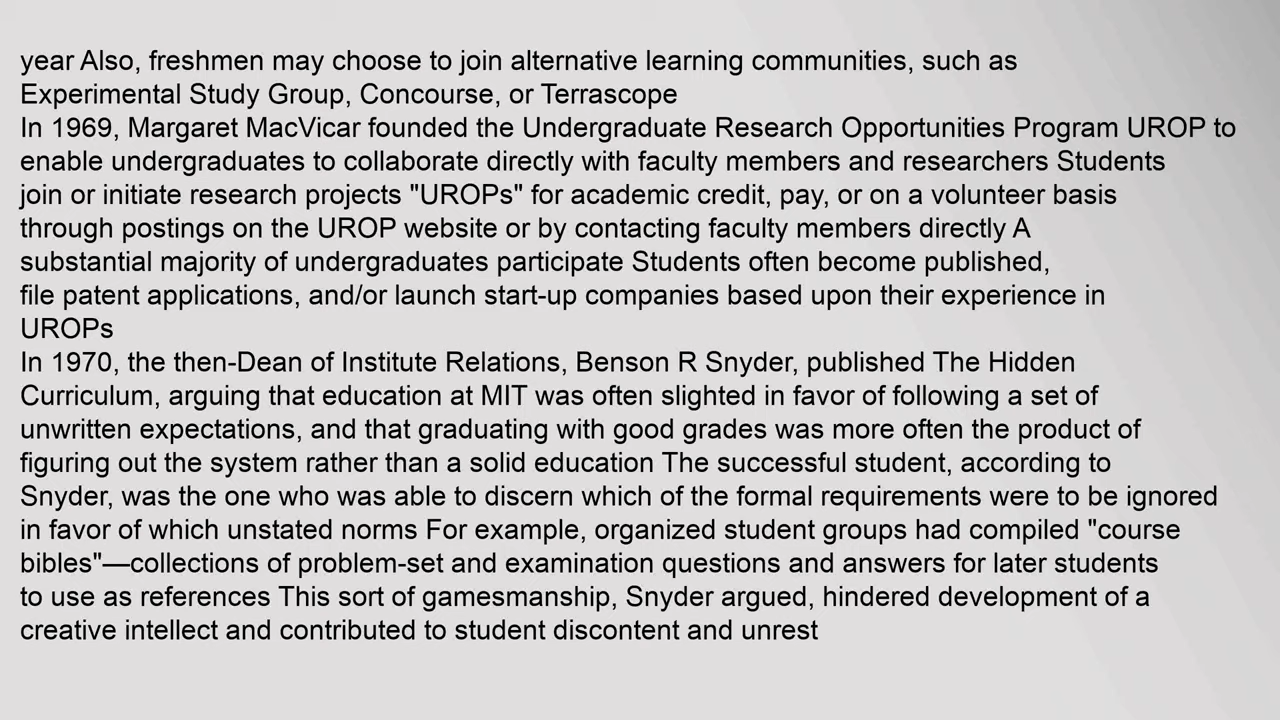 year Also, freshmen may choose to join alternative learning communities, such as
Experimental Study Group, Concourse, or Terrascope
In 1969, Margaret MacVicar founded the Undergraduate Research Opportunities Program UROP to
enable undergraduates to collaborate directly with faculty members and researchers Students
join or initiate research projects "UROPs" for academic credit, pay, or on a volunteer basis
through postings on the UROP website or by contacting faculty members directly A
substantial majority of undergraduates participate Students often become published,
file patent applications, and/or launch start-up companies based upon their experience in
UROPs
In 1970, the then-Dean of Institute Relations, Benson R Snyder, published The Hidden
Curriculum, arguing that education at MIT was often slighted in favor of following a set of
unwritten expectations, and that graduating with good grades was more often the product of
figuring out the system rather than a solid education The successful student, according to
Snyder, was the one who was able to discern which of the formal requirements were to be ignored
in favor of which unstated norms For example, organized student groups had compiled "course
bibles"—collections of problem-set and examination questions and answers for later students
to use as references This sort of gamesmanship, Snyder argued, hindered development of a
creative intellect and contributed to student discontent and unrest